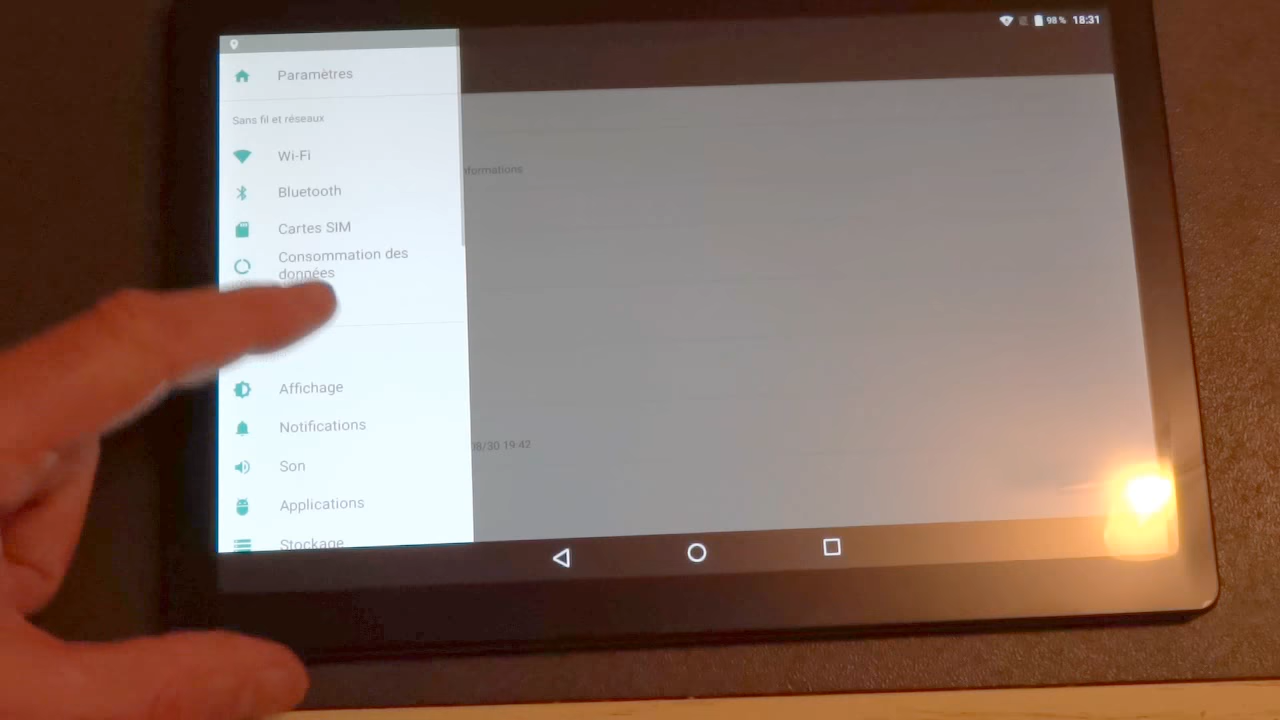 98 % 18:31
Paramètres
Sans fil et réseaux
Wi-Fi
nformations
Bluetooth
Cartes SIM
Consommation des
données
Affichage
Notifications
8/30 19:42
Son
Applications
Stockage